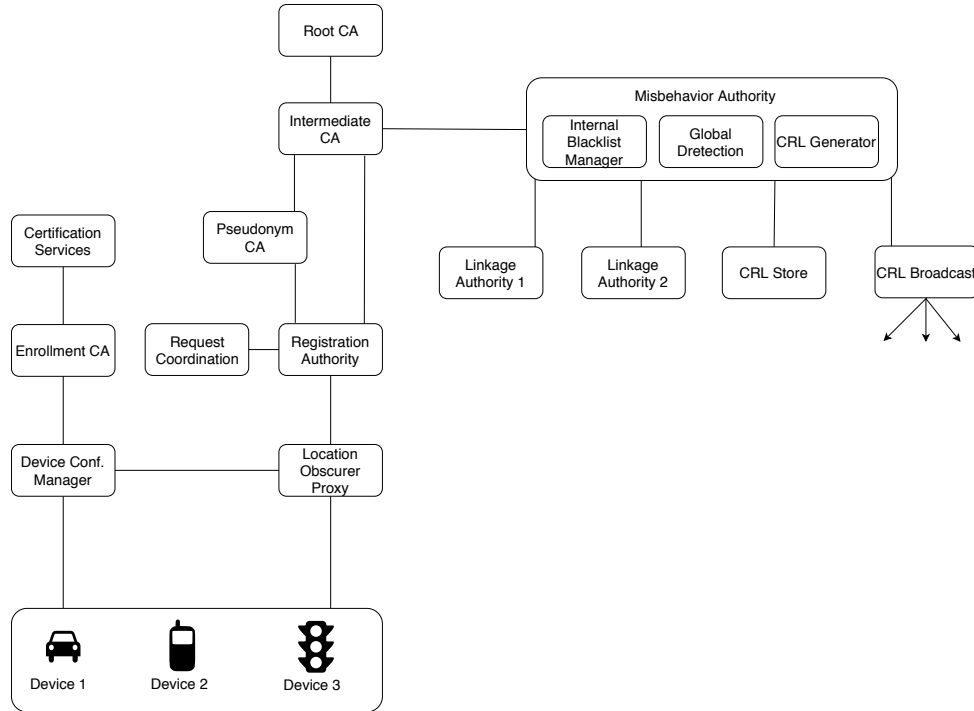 Root CA
Intermediate
CA
Misbehavior Authority
Internal
Blacklist
Manager
Global
Dretection
CRL Generator
Certification
Services
Pseudonym
CA
Linkage
Authority 1
Linkage
Authority 2
CRL Store
CRL Broadcast
Enrollment CA
Request
Coordination
Registration
Authority
Device Conf.
Manager
Location
Obscurer
Proxy
Device 1
Device 2
Device 3